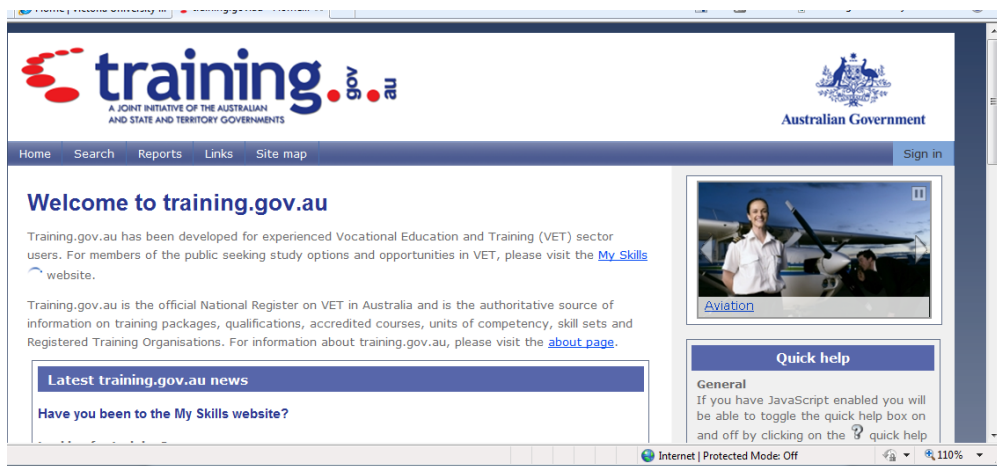 Home | Victoria University
training.gov.au
A JOINT INITIATIVE OF THE AUSTRALIAN
AND STATE AND TERRITORY GOVERNMENTS
Australian Government
Home Search Reports Links Site map Sign in
Welcome to training.gov.au
Training.gov.au has been developed for experienced Vocational Education and Training (VET) sector
users. For members of the public seeking study options and opportunities in VET, please visit the My Skills
website.
Training.gov.au is the official National Register on VET in Australia and is the authoritative source of
information on training packages, qualifications, accredited courses, units of competency, skill sets and
Registered Training Organisations. For information about training.gov.au, please visit the about page.
Latest training.gov.au news
Have you been to the My Skills website?
Aviation
Quick help
General
If you have JavaScript enabled you will
be able to toggle the quick help box on
and off by clicking on the ? quick help
Internet | Protected Mode: Off
110%